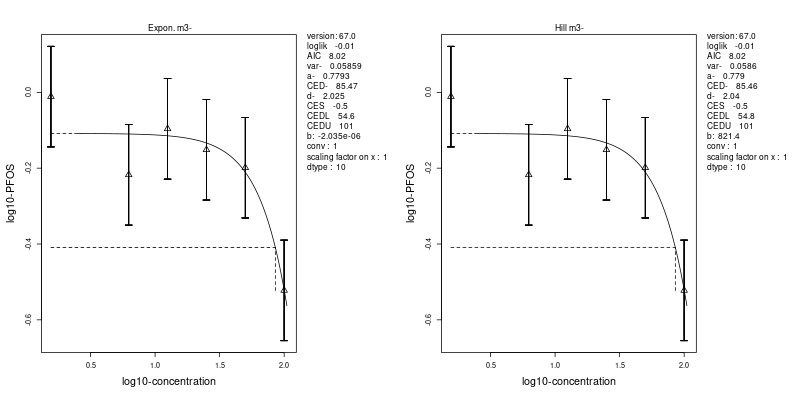 Expon. m3-
version: 67.0
loglik -0.01
AIC 8.02
var- 0.05859
a- 0.7793
CED- 85.47
d- 2.025
CES -0.5
CEDL 54.6
CEDU 101
b: -2.035e-06
conv : 1
scaling factor on x : 1
dtype : 10
log10-PFOS
0.0
-0.2
-0.4
-0.6
0.5
1.0
1.5
2.0
log10-concentration
Hill m3-
version: 67.0
loglik -0.01
AIC 8.02
var- 0.0586
a- 0.779
CED- 85.46
d- 2.04
CES -0.5
CEDL 54.8
CEDU 101
b: 821.4
conv : 1
scaling factor on x : 1
dtype : 10
log10-PFOS
0.0
-0.2
-0.4
-0.6
0.5
1.0
1.5
2.0
log10-concentration